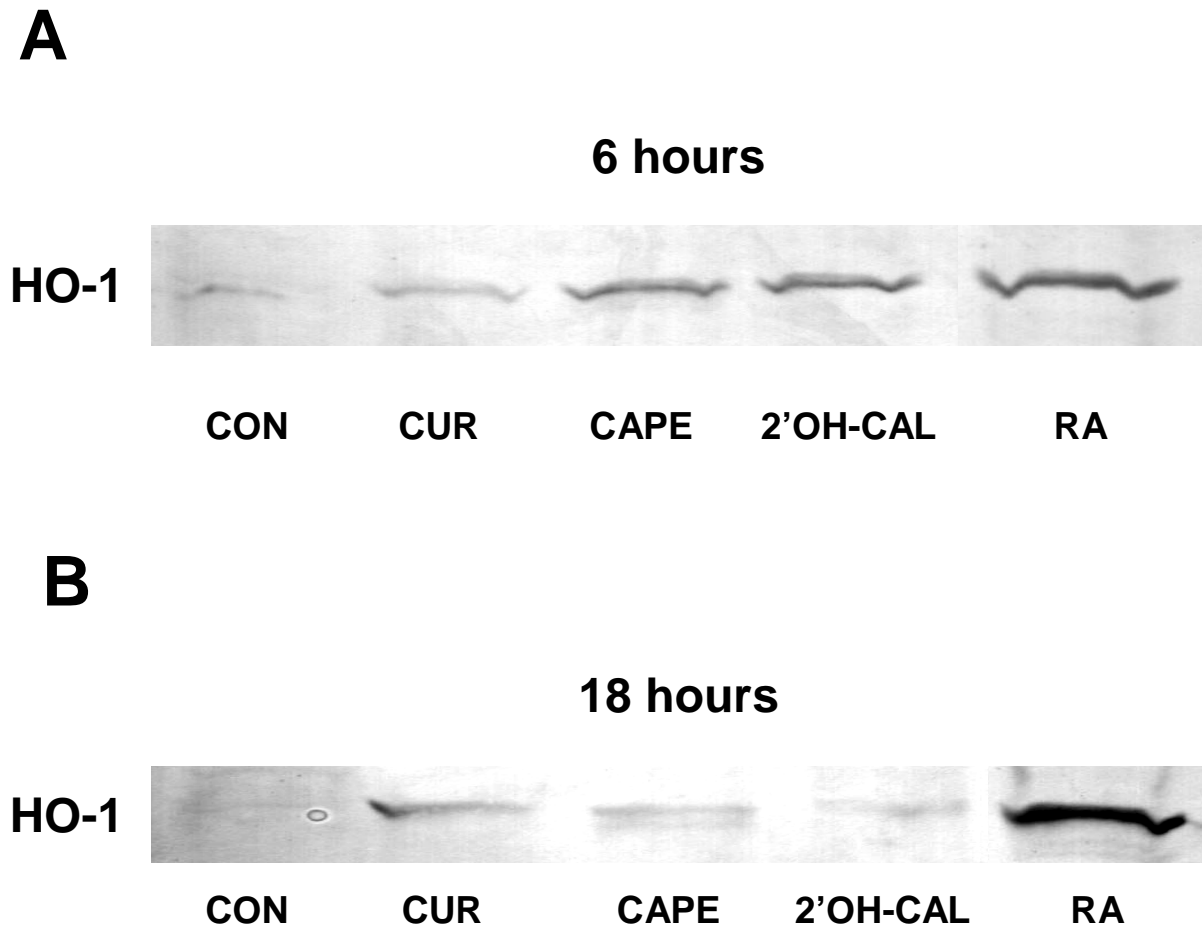 A
6 hours
HO-1
CON CUR CAPE 2’OH-CAL RA
B
18 hours
HO-1
CON CUR CAPE 2’OH-CAL RA